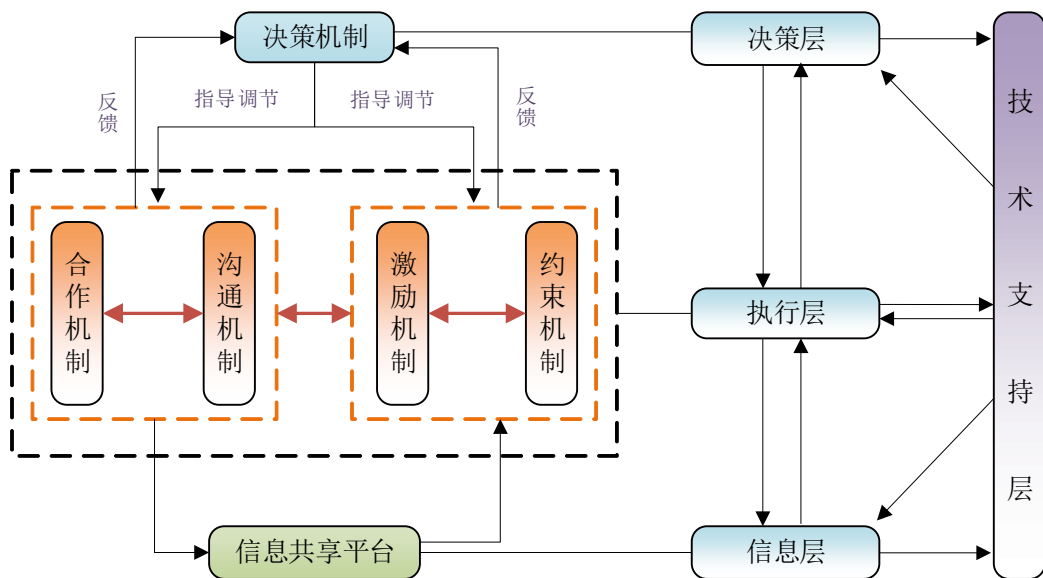 决策机制
决策层
反馈
指导调节
指导调节
反馈
合作机制
沟通机制
激励机制
约束机制
执行层
信息共享平台
信息层
技术支持层